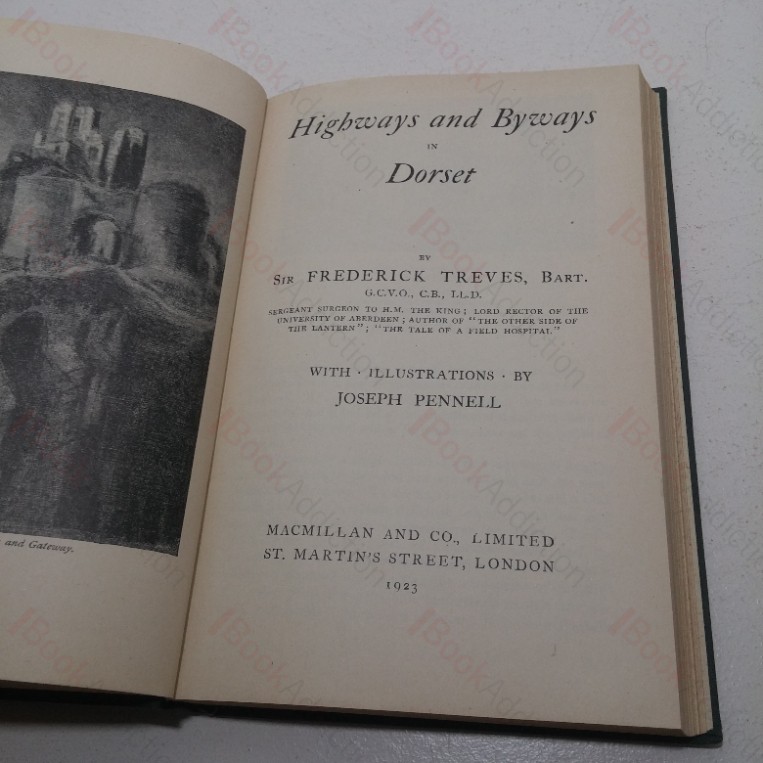 Highways and Byways
IN
Dorset
BY
SIR FREDERICK TREVES, BART.
G.C.V.O., C.B., LL.D.
SERGEANT SURGEON TO H.M. THE KING; LORD RECTOR OF THE
UNIVERSITY OF ABERDEEN; AUTHOR OF "THE OTHER SIDE OF
THE LANTERN"; "THE TALE OF A FIELD HOSPITAL."
WITH · ILLUSTRATIONS · BY
JOSEPH PENNELL
MACMILLAN AND CO., LIMITED
ST. MARTIN'S STREET, LONDON
1923
and Gateway.
BookAddiction